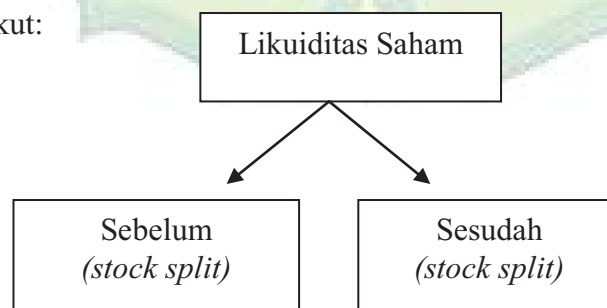 kut:
Likuiditas Saham
Sebelum
(stock split)
Sesudah
(stock split)